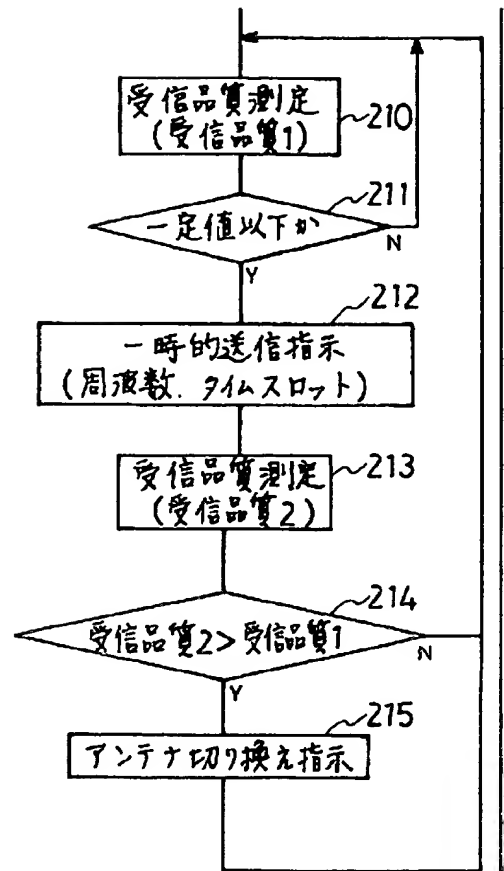 受信品質測定
(受信品質1)
210
211
一定値以下か
N
Y
212
一時的送信指示
(周波数.タイムスロット)
213
受信品質測定
(受信品質2)
214
受信品質2>受信品質1
N
Y
215
アンテナ切り換え指示